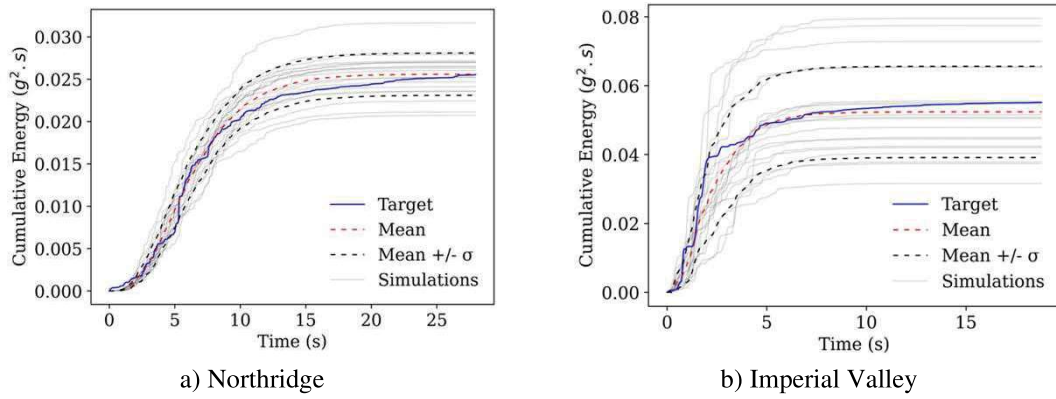 0.030
0.025
0.020
0.015
0.010
0.005
0.000
Cumulative Energy (g².s)
Target
Mean
Mean +/- σ
Simulations
0 5 10 15 20 25
Time (s)
a) Northridge
0.08
0.06
0.04
0.02
0.00
Cumulative Energy (g².s)
Target
Mean
Mean +/- σ
Simulations
0 5 10 15
Time (s)
b) Imperial Valley